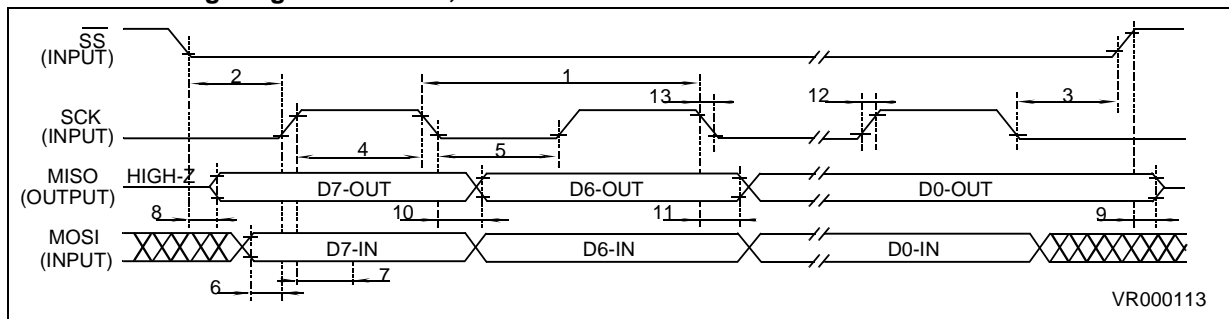 SS
(INPUT)
2
1
13
12
3
SCK
(INPUT)
4
5
MISO
(OUTPUT)
HIGH-Z
D7-OUT
D6-OUT
D0-OUT
8
10
11
9
MOSI
(INPUT)
D7-IN
D6-IN
D0-IN
6
7
VR000113